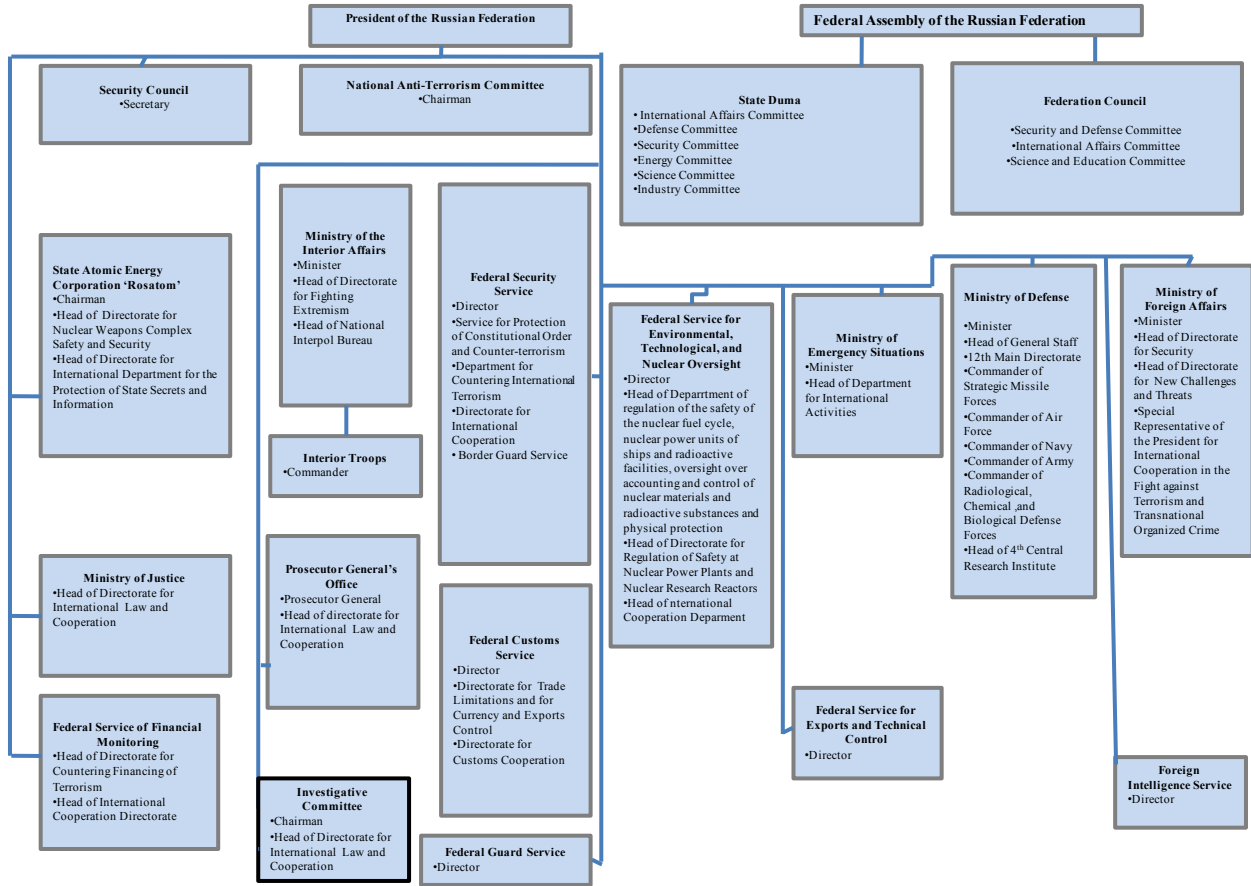 President of the Russian Federation
Federal Assembly of the Russian Federation
Security Council
•Secretary
National Anti-Terrorism Committee
•Chairman
State Duma
• International Affairs Committee
•Defense Committee
•Security Committee
•Energy Committee
•Science Committee
•Industry Committee
Federation Council
•Security and Defense Committee
•International Affairs Committee
•Science and Education Committee
State Atomic Energy
Corporation ‘Rosatom’
•Chairman
•Head of Directorate for
Nuclear Weapons Complex
Safety and Security
•Head of Directorate for
International Department for the
Protection of State Secrets and
Information
Ministry of the
Interior Affairs
•Minister
•Head of Directorate
for Fighting
Extremism
•Head of National
Interpol Bureau
Interior Troops
•Commander
Federal Security
Service
•Director
•Service for Protection
of Constitutional Order
and Counter-terrorism
•Department for
Countering International
Terrorism
•Directorate for
International
Cooperation
• Border Guard Service
Federal Service for
Environmental,
Technological, and
Nuclear Oversight
•Director
•Head of Department of
regulation of the safety of
the nuclear fuel cycle,
nuclear power units of
ships and radioactive
facilities, oversight over
accounting and control of
nuclear materials and
radioactive substances and
physical protection
•Head of Directorate for
Regulation of Safety at
Nuclear Power Plants and
Nuclear Research Reactors
•Head of nternational
Cooperation Deparment
Ministry of
Emergency Situations
•Minister
•Head of Department
for International
Activities
Ministry of Defense
•Minister
•Head of General Staff
•12th Main Directorate
•Commander of
Strategic Missile
Forces
•Commander of Air
Force
•Commander of Navy
•Commander of Army
•Commander of
Radiological,
Chemical ,and
Biological Defense
Forces
•Head of 4th Central
Research Institute
Ministry of
Foreign Affairs
•Minister
•Head of Directorate
for Security
•Head of Directorate
for New Challenges
and Threats
•Special
Representative of
the President for
International
Cooperation in the
Fight against
Terrorism and
Transnational
Organized Crime
Ministry of Justice
•Head of Directorate for
International Law and
Cooperation
Prosecutor General’s
Office
•Prosecutor General
•Head of directorate for
International Law and
Cooperation
Federal Customs
Service
•Director
•Directorate for Trade
Limitations and for
Currency and Exports
Control
•Directorate for
Customs Cooperation
Federal Service of Financial
Monitoring
•Head of Directorate for
Countering Financing of
Terrorism
•Head of International
Cooperation Directorate
Investigative
Committee
•Chairman
•Head of Directorate for
International Law and
Cooperation
Federal Guard Service
•Director
Federal Service for
Exports and Technical
Control
•Director
Foreign
Intelligence Service
•Director